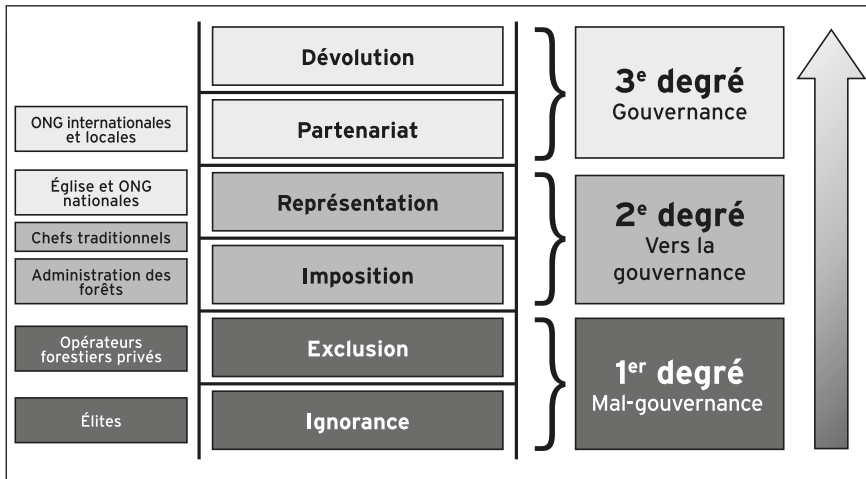 Dévolution
Partenariat
Représentation
Imposition
Exclusion
Ignorance
ONG internationales
et locales
Église et ONG
nationales
Chefs traditionnels
Administration des
forêts
Opérateurs
forestiers privés
Élites
3e degré
Gouvernance
2e degré
Vers la
gouvernance
1er degré
Mal-gouvernance